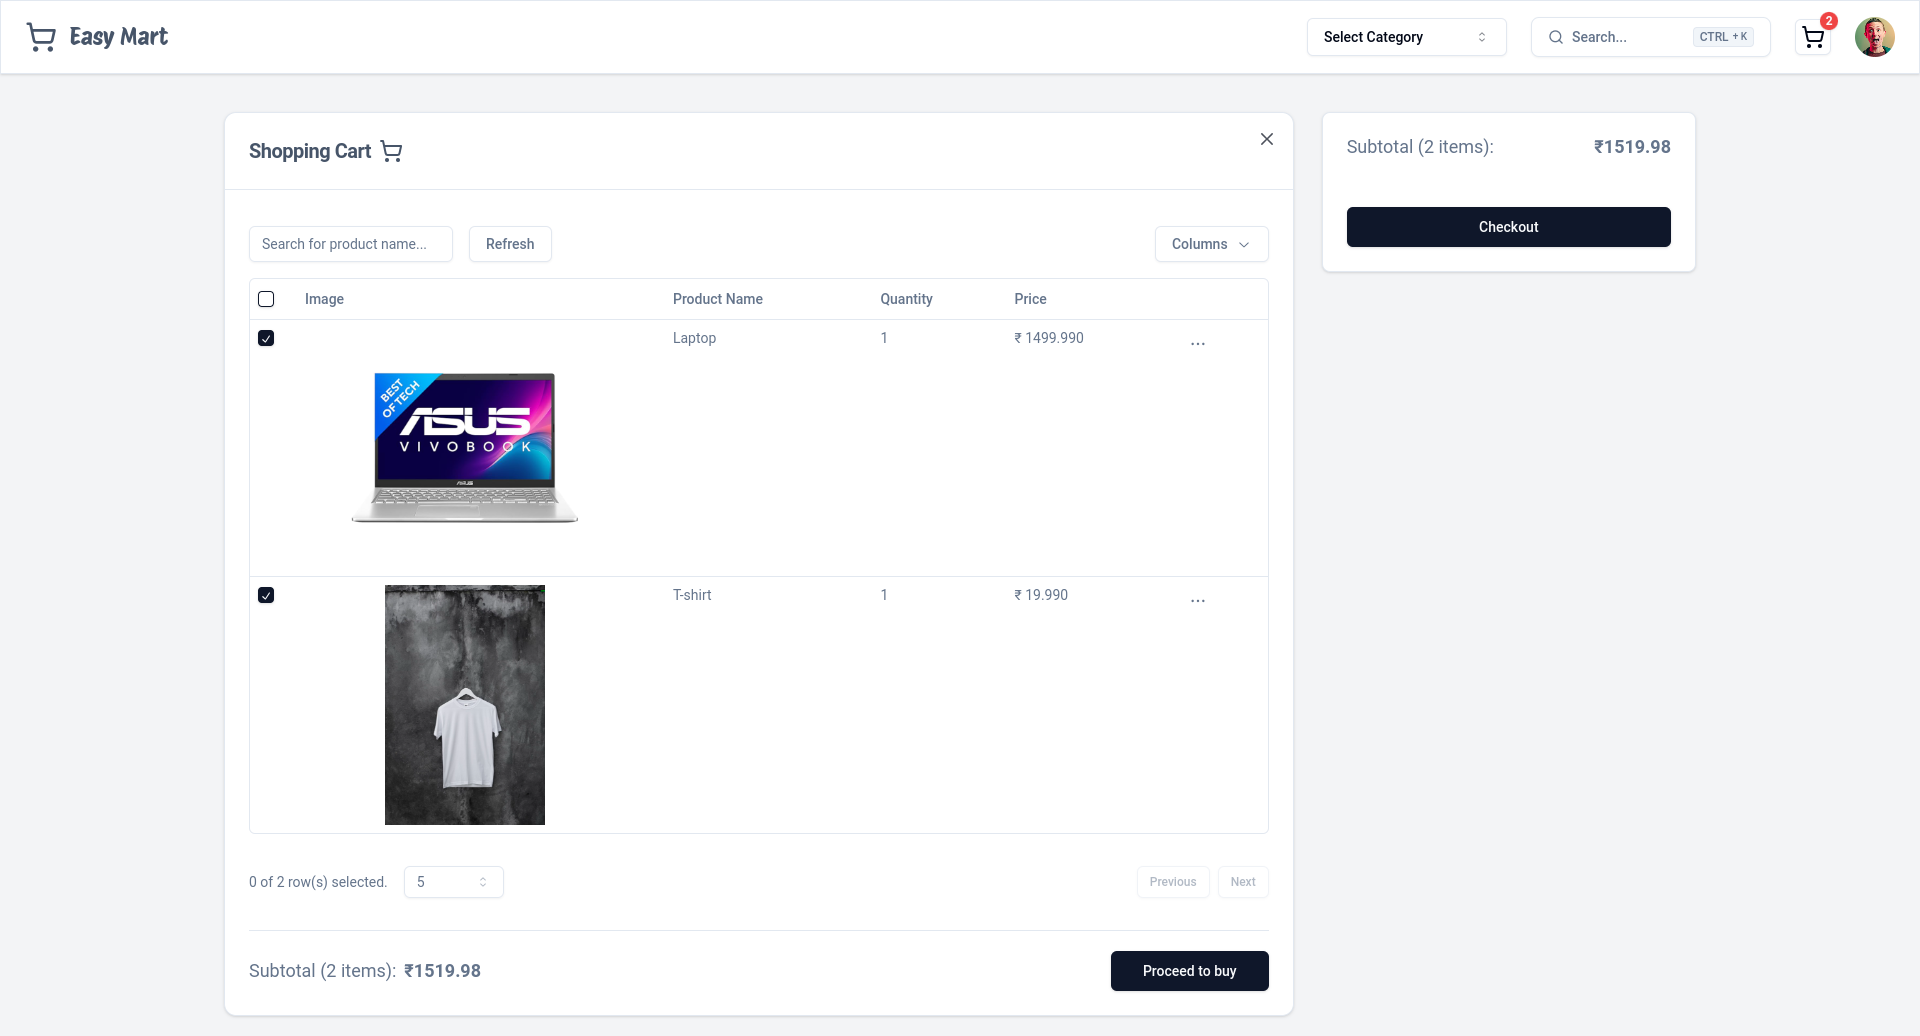 Easy Mart
Select Category
Search...
CTRL + K
2
Shopping Cart
Subtotal (2 items): ₹1519.98
Checkout
Search for product name...
Refresh
Columns
Image Product Name Quantity Price
Laptop 1 ₹ 1499.990 ...
BEST
OF TECH
ASUS
VIVOBOOK
ASUS
T-shirt 1 ₹ 19.990 ...
0 of 2 row(s) selected.
5
Previous
Next
Subtotal (2 items): ₹1519.98
Proceed to buy